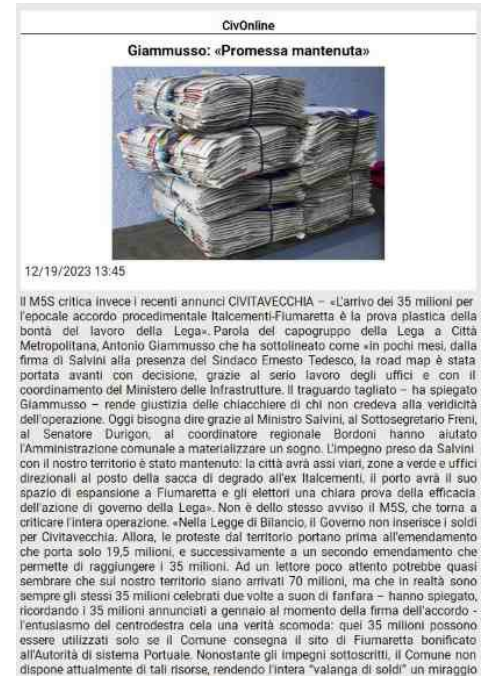 CivOnline
Giammusso: «Promessa mantenuta»
12/19/2023 13:45
Il M5S critica invece i recenti annunci CIVITAVECCHIA – «L'arrivo dei 35 milioni per
l'epocale accordo procedimentale Italcementi-Fiumaretta è la prova plastica della
bontà del lavoro della Lega». Parola del capogruppo della Lega a Città
Metropolitana, Antonio Giammusso che ha sottolineato come «in pochi mesi, dalla
firma di Salvini alla presenza del Sindaco Ernesto Tedesco, la road map è stata
portata avanti con decisione, grazie al serio lavoro degli uffici e con il
coordinamento del Ministero delle Infrastrutture. Il traguardo tagliato – ha spiegato
Giammusso – rende giustizia delle chiacchiere di chi non credeva alla veridicità
dell'operazione. Oggi bisogna dire grazie al Ministro Salvini, al Sottosegretario Freni,
al Senatore Durigon, al coordinatore regionale Bordoni hanno aiutato
l'Amministrazione comunale a materializzare un sogno. L'impegno preso da Salvini
con il nostro territorio è stato mantenuto: la città avrà assi viari, zone a verde e uffici
direzionali al posto della sacca di degrado all'ex Italcementi, il porto avrà il suo
spazio di espansione a Fiumaretta e gli elettori una chiara prova della efficacia
dell'azione di governo della Lega». Non è dello stesso avviso il M5S, che torna a
criticare l'intera operazione. «Nella Legge di Bilancio, il Governo non inserisce i soldi
per Civitavecchia. Allora, le proteste dal territorio portano prima all'emendamento
che porta solo 19,5 milioni, e successivamente a un secondo emendamento che
permette di raggiungere i 35 milioni. Ad un lettore poco attento potrebbe quasi
sembrare che sul nostro territorio siano arrivati 70 milioni, ma che in realtà sono
sempre gli stessi 35 milioni celebrati due volte a suon di fanfara – hanno spiegato,
ricordando i 35 milioni annunciati a gennaio al momento della firma dell'accordo -
l'entusiasmo del centrodestra cela una verità scomoda: quei 35 milioni possono
essere utilizzati solo se il Comune consegna il sito di Fiumaretta bonificato
all'Autorità di sistema Portuale. Nonostante gli impegni sottoscritti, il Comune non
dispone attualmente di tali risorse, rendendo l'intera "valanga di soldi" un miraggio